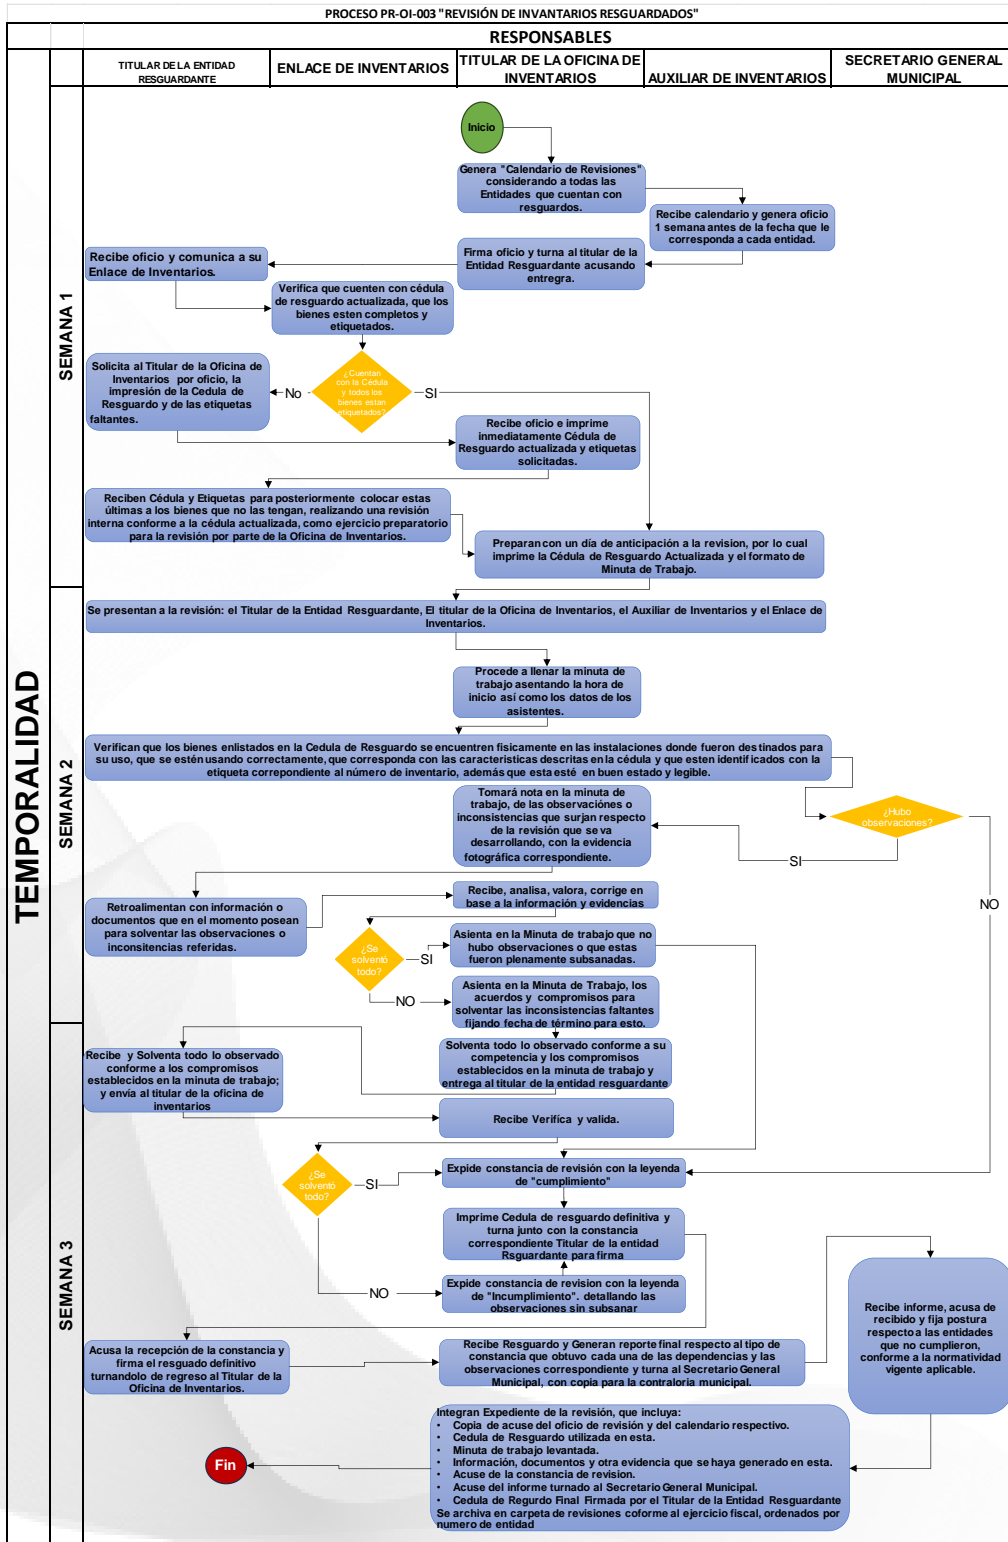 PROCESO PR-OI-003 "REVISIÓN DE INVANTARIOS RESGUARDADOS"
RESPONSABLES
TITULAR DE LA ENTIDAD
RESGUARDANTE
ENLACE DE INVENTARIOS
TITULAR DE LA OFICINA DE
INVENTARIOS
AUXILIAR DE INVENTARIOS
SECRETARIO GENERAL
MUNICIPAL
TEMPORALIDAD
SEMANA 1
Inicio
Genera "Calendario de Revisiones"
considerando a todas las
Entidades que cuentan con
resguardos.
Recibe calendario y genera oficio
1 semana antes de la fecha que le
corresponda a cada entidad.
Firma oficio y turna al titular de la
Entidad Resguardante acusando
entregra.
Recibe oficio y comunica a su
Enlace de Inventarios.
Verifica que cuenten con cédula
de resguardo actualizada, que los
bienes esten completos y
etiquetados.
¿Cuentan
con la Cédula
y todos los
bienes estan
etiquetados?
No
SI
Solicita al Titular de la Oficina de
Inventarios por oficio, la
impresión de la Cedula de
Resguardo y de las etiquetas
faltantes.
Recibe oficio e imprime
inmediatamente Cédula de
Resguardo actualizada y etiquetas
solicitadas.
Reciben Cédula y Etiquetas para posteriormente colocar estas
últimas a los bienes que no las tengan, realizando una revisión
interna conforme a la cédula actualizada, como ejercicio preparatorio
para la revisión por parte de la Oficina de Inventarios.
Preparan con un día de anticipación a la revision, por lo cual
imprime la Cédula de Resguardo Actualizada y el formato de
Minuta de Trabajo.
SEMANA 2
Se presentan a la revisión: el Titular de la Entidad Resguardante, El titular de la Oficina de Inventarios, el Auxiliar de Inventarios y el Enlace de
Inventarios.
Procede a llenar la minuta de
trabajo asentando la hora de
inicio así como los datos de los
asistentes.
Verifican que los bienes enlistados en la Cedula de Resguardo se encuentren fisicamente en las instalaciones donde fueron destinados para
su uso, que se estén usando correctamente, que corresponda con las caracteristicas descritas en la cédula y que esten identificados con la
etiqueta correpondiente al número de inventario, además que esta esté en buen estado y legible.
¿Hubo
observaciones?
SI
NO
Tomará nota en la minuta de
trabajo, de las observaciónes o
inconsistencias que surjan respecto
de la revisión que se va
desarrollando, con la evidencia
fotográfica correspondiente.
Retroalimentan con información o
documentos que en el momento posean
para solventar las observaciones o
inconsitencias referidas.
Recibe, analisa, valora, corrige en
base a la información y evidencias
¿Se
solventó
todo?
SI
NO
Asienta en la Minuta de trabajo que no
hubo observaciones o que estas
fueron plenamente subsanadas.
Asienta en la Minuta de Trabajo, los
acuerdos y compromisos para
solventar las inconsistencias faltantes
fijando fecha de término para esto.
SEMANA 3
Solventa todo lo observado conforme a su
competencia y los compromisos
establecidos en la minuta de trabajo y
entrega al titular de la entidad resguardante
Recibe y Solventa todo lo observado
conforme a los compromisos
establecidos en la minuta de trabajo;
y envía al titular de la oficina de
inventarios
Recibe Verifíca y valida.
¿Se
solventó
todo?
SI
NO
Expide constancia de revisión con la leyenda
de "cumplimiento"
Imprime Cedula de resguardo definitiva y
turna junto con la constancia
correspondiente Titular de la entidad
Rsguardante para firma
Expide constancia de revision con la leyenda
de "Incumplimiento". detallando las
observaciones sin subsanar
Acusa la recepción de la constancia y
firma el resguado definitivo
turnandolo de regreso al Titular de la
Oficina de Inventarios.
Recibe Resguardo y Generan reporte final respecto al tipo de
constancia que obtuvo cada una de las dependencias y las
observaciones correspondiente y turna al Secretario General
Municipal, con copia para la contraloria municipal.
Recibe informe, acusa de
recibido y fija postura
respecto a las entidades
que no cumplieron,
conforme a la normatividad
vigente aplicable.
Integran Expediente de la revisión, que incluya:
• Copia de acuse del oficio de revisión y del calendario respectivo.
• Cedula de Resguardo utilizada en esta.
• Minuta de trabajo levantada.
• Información, documentos y otra evidencia que se haya generado en esta.
• Acuse de la constancia de revision.
• Acuse del informe turnado al Secretario General Municipal.
• Cedula de Regurdo Final Firmada por el Titular de la Entidad Resguardante
Se archiva en carpeta de revisiones coforme al ejercicio fiscal, ordenados por
numero de entidad
Fin